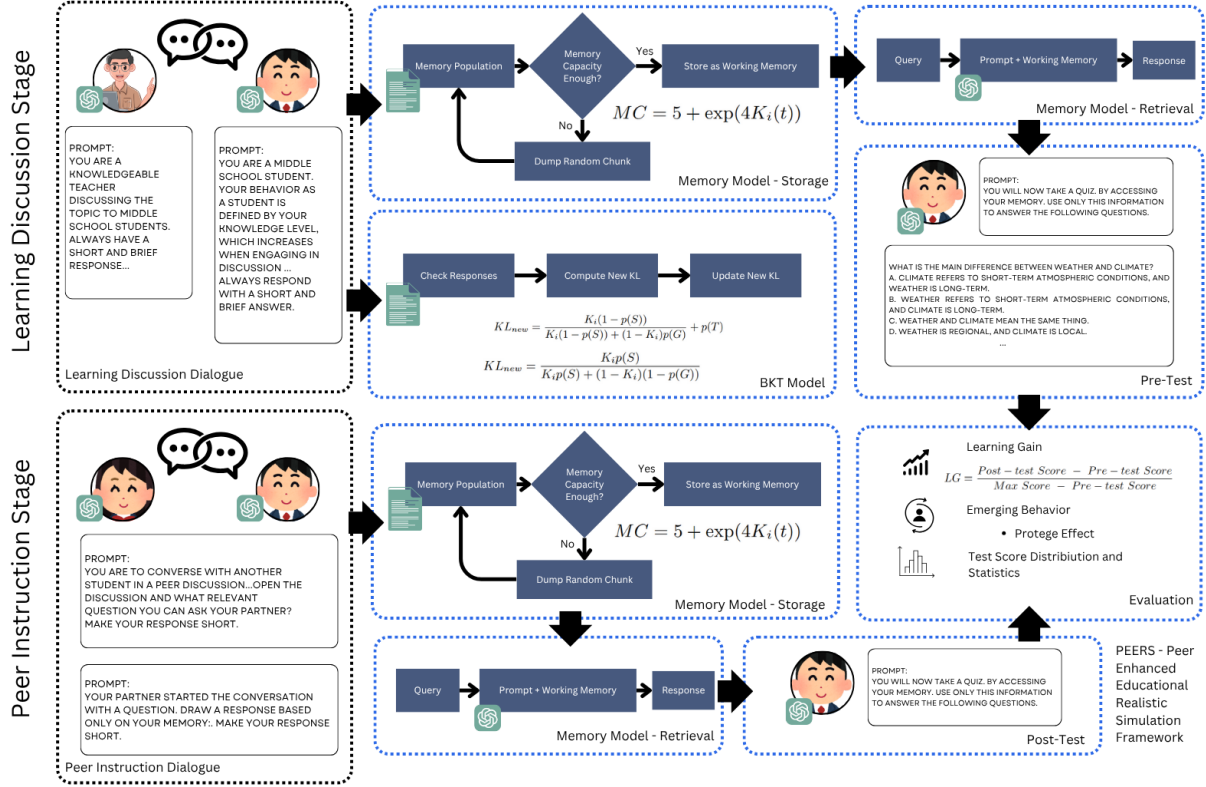 Learning Discussion Stage
PROMPT:
YOU ARE A
KNOWLEDGEABLE
TEACHER
DISCUSSING THE
TOPIC TO MIDDLE
SCHOOL STUDENTS.
ALWAYS HAVE A
SHORT AND BRIEF
RESPONSE...
PROMPT:
YOU ARE A MIDDLE
SCHOOL STUDENT.
YOUR BEHAVIOR AS
A STUDENT IS
DEFINED BY YOUR
KNOWLEDGE LEVEL,
WHICH INCREASES
WHEN ENGAGING IN
DISCUSSION ...
ALWAYS RESPOND
WITH A SHORT AND
BRIEF ANSWER.
Learning Discussion Dialogue
Memory Population
Memory
Capacity
Enough?
Yes
Store as Working Memory
MC = 5 + exp(4K_i(t))
No
Dump Random Chunk
Memory Model - Storage
Check Responses
Compute New KL
Update New KL
KL_{new} = \frac{K_i(1 - p(S))}{K_i(1 - p(S)) + (1 - K_i)p(G)} + p(T)
KL_{new} = \frac{K_i p(S)}{K_i p(S) + (1 - K_i)(1 - p(G))}
BKT Model
Query
Prompt + Working Memory
Response
Memory Model - Retrieval
PROMPT:
YOU WILL NOW TAKE A QUIZ. BY ACCESSING
YOUR MEMORY. USE ONLY THIS INFORMATION
TO ANSWER THE FOLLOWING QUESTIONS.
WHAT IS THE MAIN DIFFERENCE BETWEEN WEATHER AND CLIMATE?
A. CLIMATE REFERS TO SHORT-TERM ATMOSPHERIC CONDITIONS, AND
WEATHER IS LONG-TERM.
B. WEATHER REFERS TO SHORT-TERM ATMOSPHERIC CONDITIONS,
AND CLIMATE IS LONG-TERM.
C. WEATHER AND CLIMATE MEAN THE SAME THING.
D. WEATHER IS REGIONAL, AND CLIMATE IS LOCAL.
...
Pre-Test
Peer Instruction Stage
PROMPT:
YOU ARE TO CONVERSE WITH ANOTHER
STUDENT IN A PEER DISCUSSION...OPEN THE
DISCUSSION AND WHAT RELEVANT
QUESTION YOU CAN ASK YOUR PARTNER?
MAKE YOUR RESPONSE SHORT.
PROMPT:
YOUR PARTNER STARTED THE CONVERSATION
WITH A QUESTION. DRAW A RESPONSE BASED
ONLY ON YOUR MEMORY:. MAKE YOUR RESPONSE
SHORT.
Peer Instruction Dialogue
Memory Population
Memory
Capacity
Enough?
Yes
Store as Working Memory
MC = 5 + exp(4K_i(t))
No
Dump Random Chunk
Memory Model - Storage
Query
Prompt + Working Memory
Response
Memory Model - Retrieval
PROMPT:
YOU WILL NOW TAKE A QUIZ. BY ACCESSING
YOUR MEMORY. USE ONLY THIS INFORMATION
TO ANSWER THE FOLLOWING QUESTIONS.
Post-Test
Learning Gain
LG = \frac{Post - test Score - Pre - test Score}{Max Score - Pre - test Score}
Emerging Behavior
• Protege Effect
Test Score Distribiution and
Statistics
Evaluation
PEERS - Peer
Enhanced
Educational
Realistic
Simulation
Framework